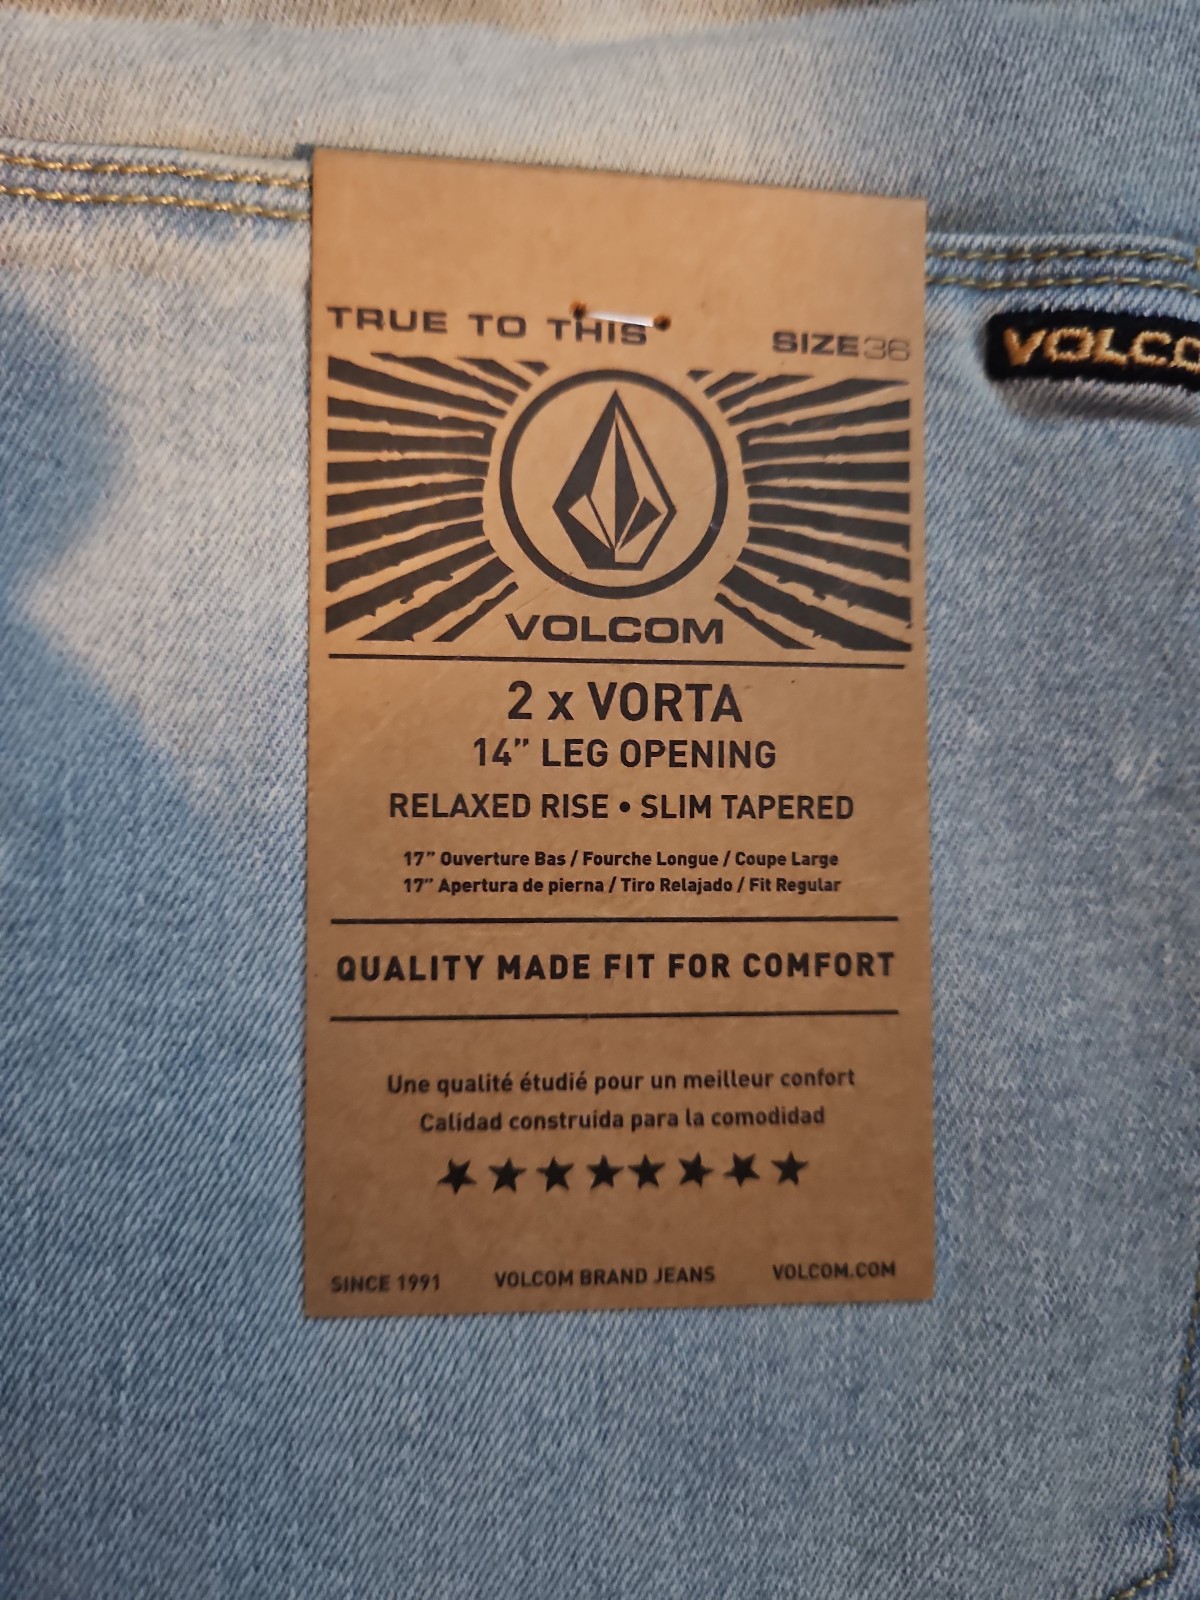 TRUE TO THIS
SIZE 36
VOLCO
VOLCOM
2 x VORTA
14” LEG OPENING
RELAXED RISE • SLIM TAPERED
17” Ouverture Bas / Fourche Longue / Coupe Large
17” Apertura de pierna / Tiro Relajado / Fit Regular
QUALITY MADE FIT FOR COMFORT
Une qualité étudié pour un meilleur confort
Calidad construida para la comodidad
SINCE 1991 VOLCOM BRAND JEANS VOLCOM.COM